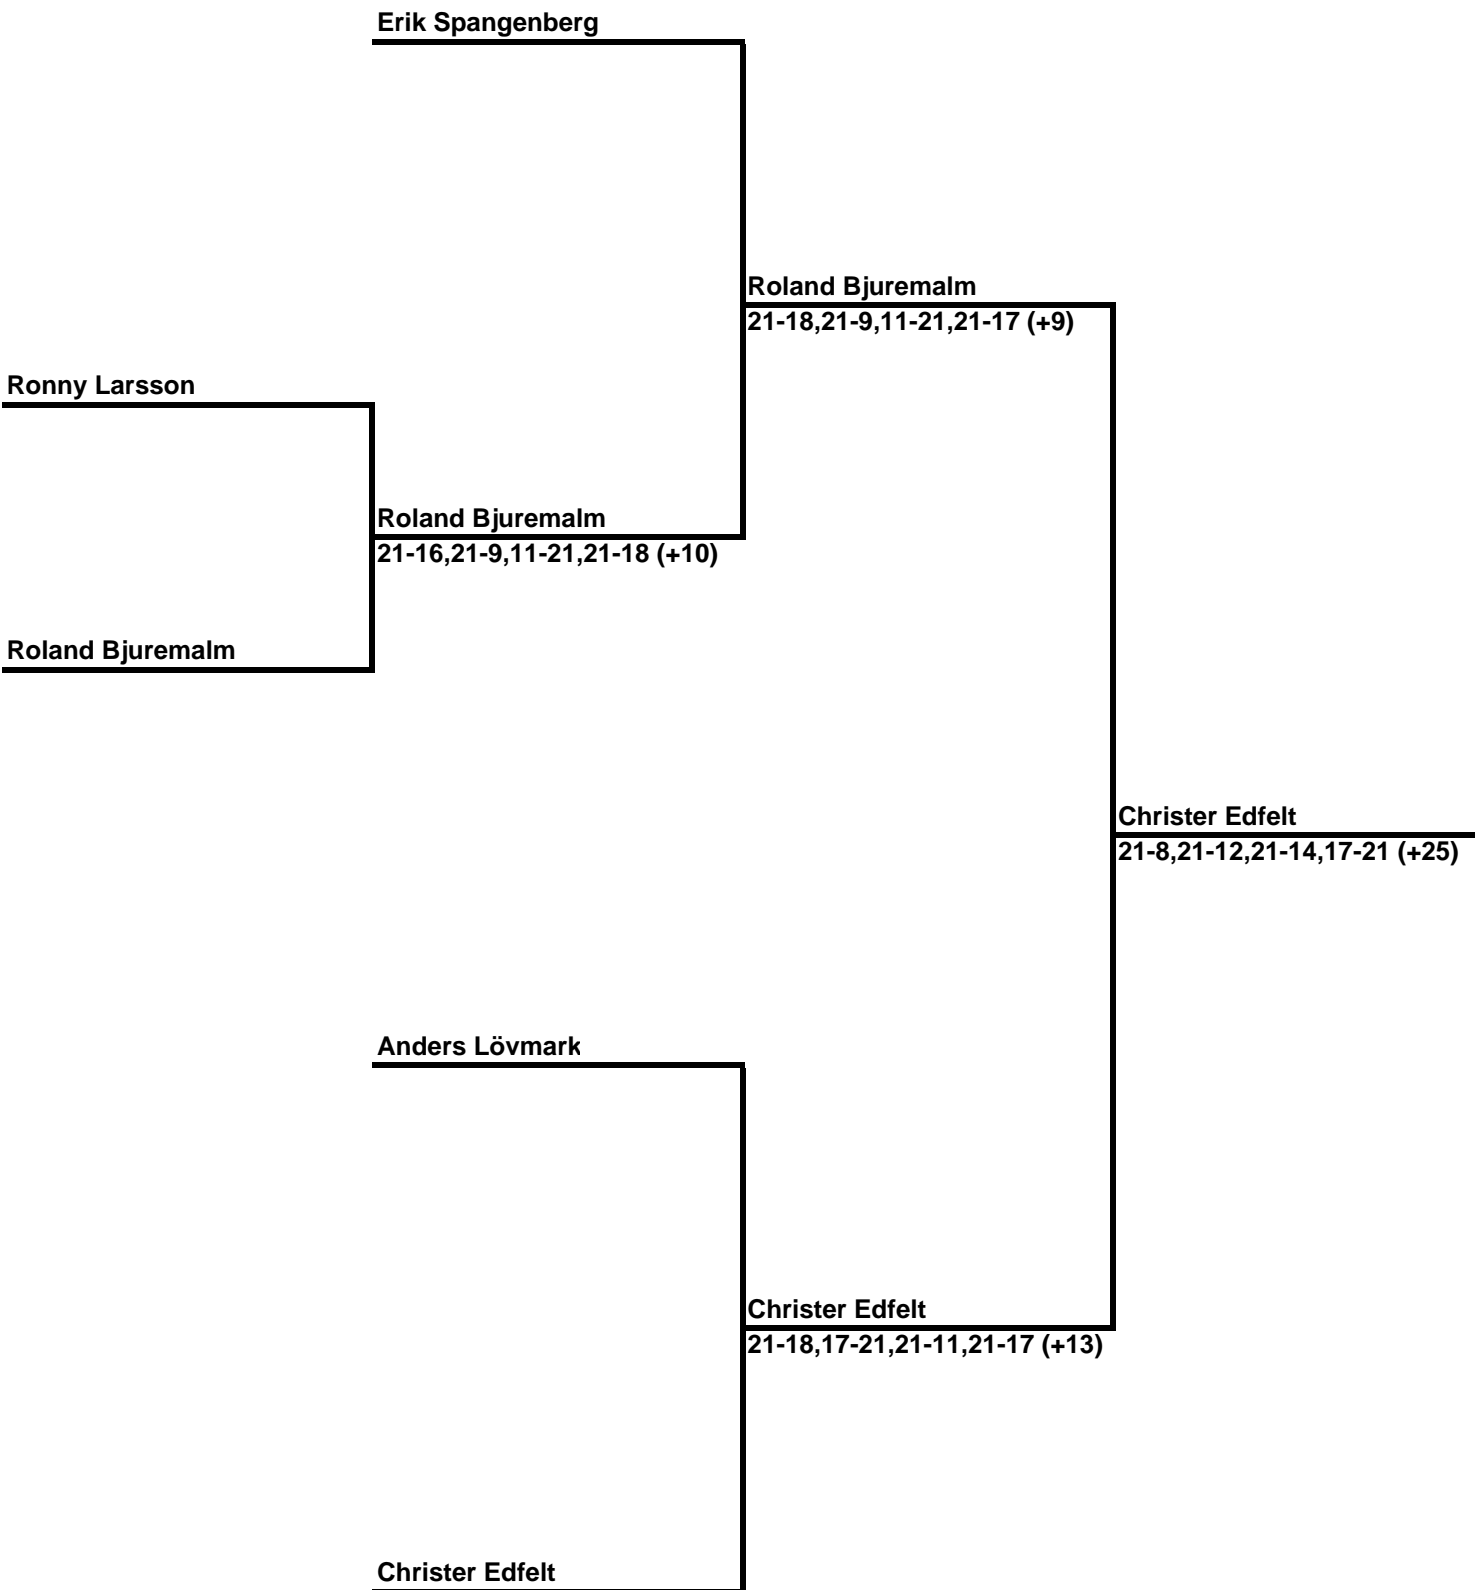 Erik Spangenberg
Roland Bjuremalm
21-18,21-9,11-21,21-17 (+9)
Ronny Larsson
Roland Bjuremalm
21-16,21-9,11-21,21-18 (+10)
Roland Bjuremalm
Christer Edfelt
21-8,21-12,21-14,17-21 (+25)
Anders Lövmark
Christer Edfelt
21-18,17-21,21-11,21-17 (+13)
Christer Edfelt